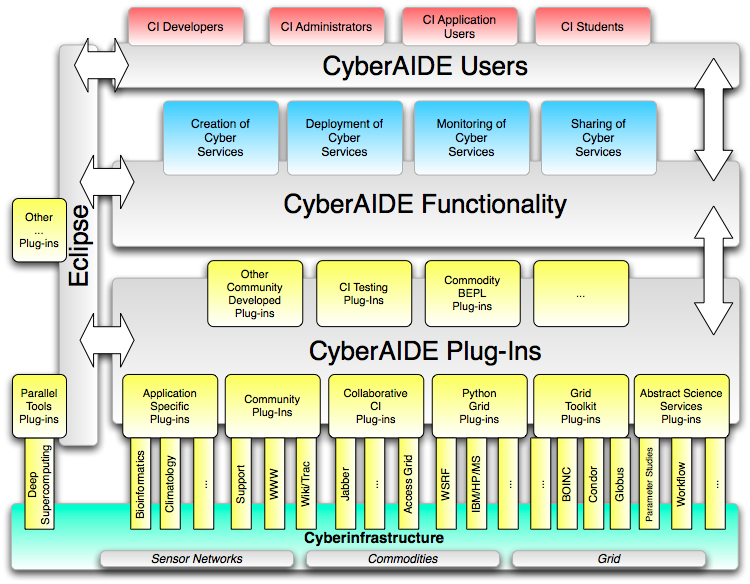 CI Developers
CI Administrators
CI Application
Users
CI Students
CyberAIDE Users
Creation of
Cyber
Services
Deployment of
Cyber
Services
Monitoring of
Cyber
Services
Sharing of
Cyber
Services
CyberAIDE Functionality
Eclipse
Other
...
Plug-ins
Other
Community
Developed
Plug-ins
CI Testing
Plug-Ins
Commodity
BEPL
Plug-ins
...
CyberAIDE Plug-Ins
Parallel
Tools
Plug-ins
Application
Specific
Plug-ins
Community
Plug-Ins
Collaborative
CI
Plug-ins
Python
Grid
Plug-ins
Grid
Toolkit
Plug-ins
Abstract Science
Services
Plug-ins
Deep
Supercomputing
Bioinformatics
Climatology
...
Support
WWW
Wiki/Trac
Jabber
...
Access Grid
WSRF
IBM/HP/MS
...
...
BOINC
Condor
Globus
Parameter Studies
Workflow
...
Cyberinfrastructure
Sensor Networks
Commodities
Grid